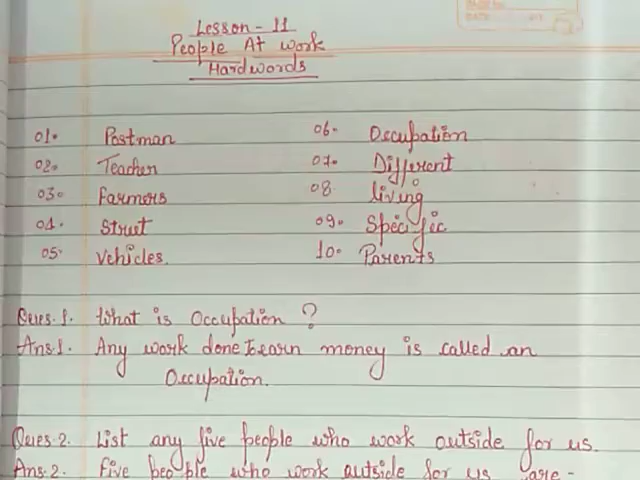 Lesson - 11
People At work
Hardwords
01. Postman
02. Teacher
03. Farmers
04. Street
05. Vehicles.
06. Occupation
07. Different
08. living
09. Specific
10. Parents
Ques.1. What is Occupation ?
Ans.1. Any work done to earn money is called an
Occupation.
Ques.2. List any five people who work outside for us.
Ans.2. Five people who work outside for us are-
DATE